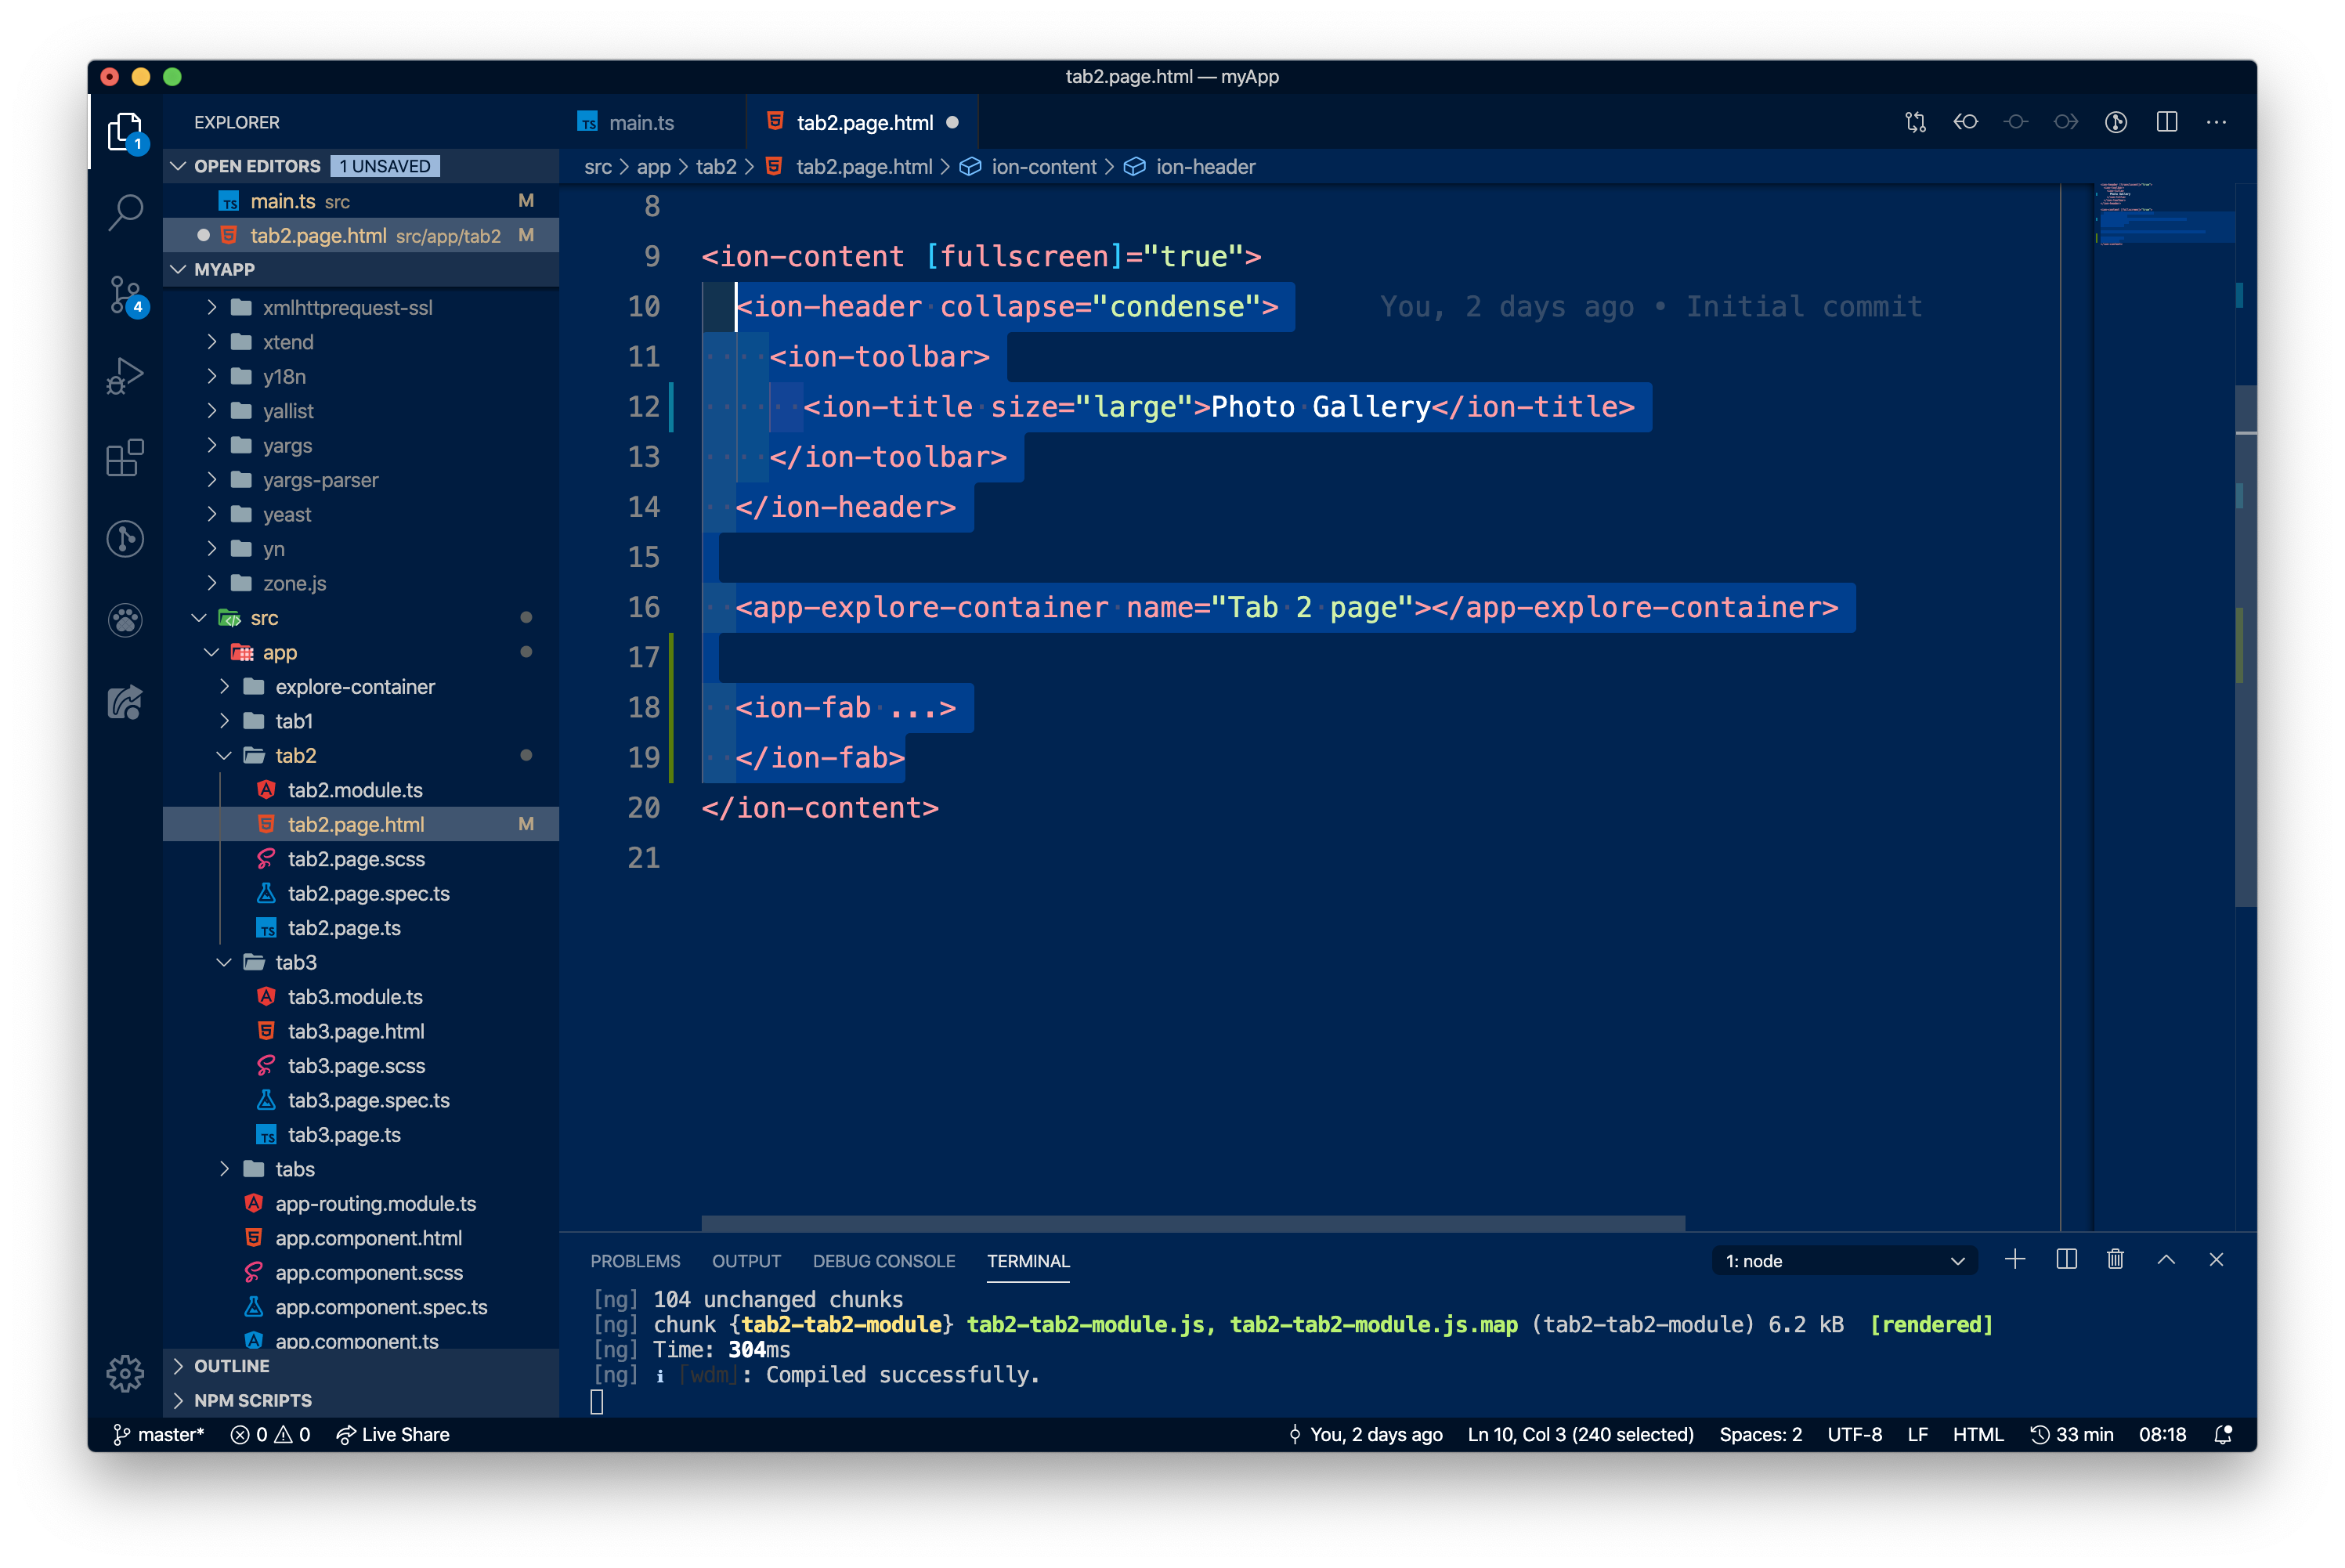 tab2.page.html — myApp
EXPLORER
OPEN EDITORS 1 UNSAVED
main.ts src M
tab2.page.html src/app/tab2 M
MYAPP
xmlhttprequest-ssl
xtend
y18n
yallist
yargs
yargs-parser
yeast
yn
zone.js
src
app
explore-container
tab1
tab2
tab2.module.ts
tab2.page.html M
tab2.page.scss
tab2.page.spec.ts
tab2.page.ts
tab3
tab3.module.ts
tab3.page.html
tab3.page.scss
tab3.page.spec.ts
tab3.page.ts
tabs
app-routing.module.ts
app.component.html
app.component.scss
app.component.spec.ts
app.component.ts
OUTLINE
NPM SCRIPTS
1
4
main.ts
tab2.page.html
src > app > tab2 > tab2.page.html > ion-content > ion-header
8
9 <ion-content [fullscreen]="true">
10 <ion-header collapse="condense"> You, 2 days ago • Initial commit
11 <ion-toolbar>
12 <ion-title size="large">Photo Gallery</ion-title>
13 </ion-toolbar>
14 </ion-header>
15
16 <app-explore-container name="Tab 2 page"></app-explore-container>
17
18 <ion-fab ...>
19 </ion-fab>
20 </ion-content>
21
PROBLEMS OUTPUT DEBUG CONSOLE TERMINAL 1: node
[ng] 104 unchanged chunks
[ng] chunk {tab2-tab2-module} tab2-tab2-module.js, tab2-tab2-module.js.map (tab2-tab2-module) 6.2 kB [rendered]
[ng] Time: 304ms
[ng] ℹ ｢wdm｣: Compiled successfully.
master* 0 0 Live Share You, 2 days ago Ln 10, Col 3 (240 selected) Spaces: 2 UTF-8 LF HTML 33 min 08:18